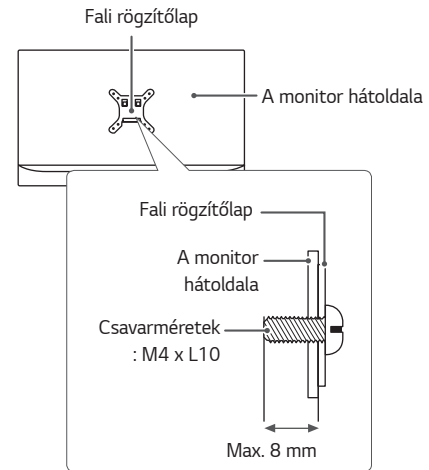 Fali rögzítőlap
A monitor hátoldala
Fali rögzítőlap
A monitor
hátoldala
Csavarméretek
: M4 x L10
Max. 8 mm